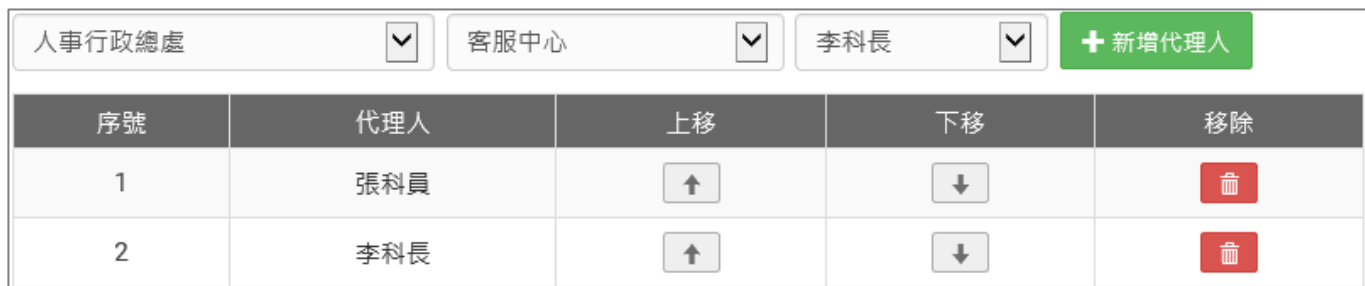 人事行政總處 客服中心 李科長 新增代理人
序號 代理人 上移 下移 移除
1 張科員
2 李科長